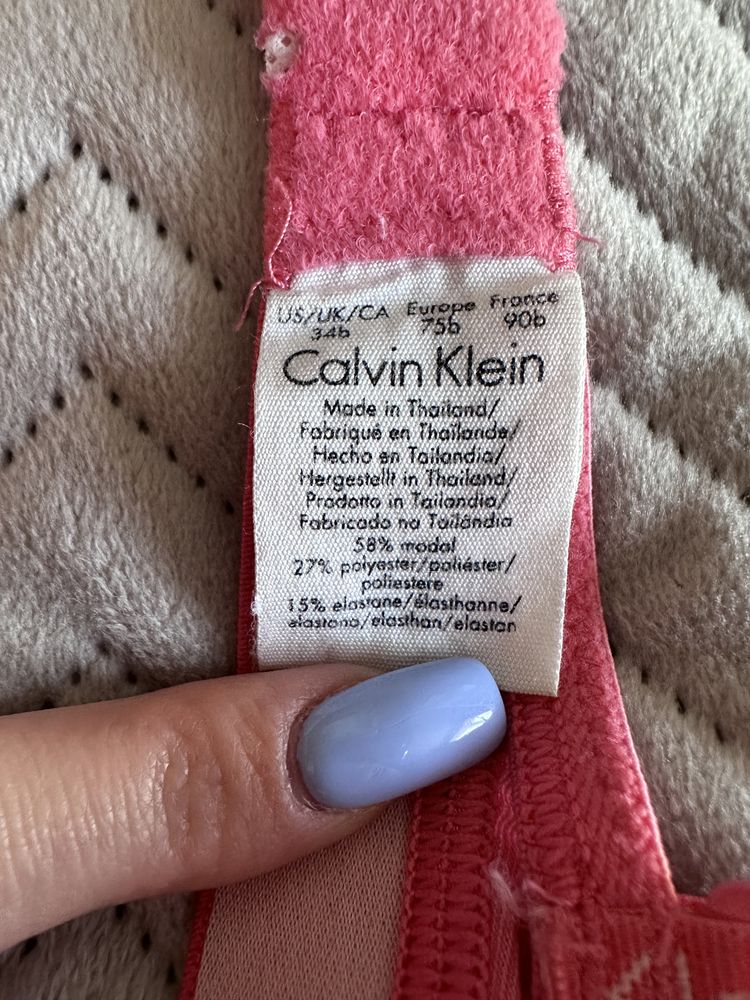 US/UK/CA Europe France
34b 75b 90b
Calvin Klein
Made in Thailand/
Fabriqué en Thaïlande/
Hecho en Tailandia/
Hergestellt in Thailand/
Prodotto in Tailandia/
Fabricado na Tailândia
58% modal
27% polyester/poliéster/
poliestere
15% elastane/élasthanne/
elastano/elasthan/elastan